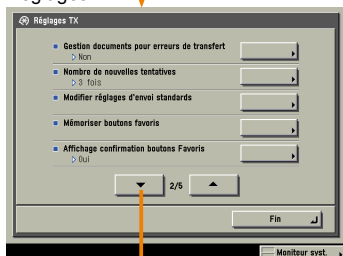 Réglages TX
Gestion documents pour erreurs de transfert
Non
Nombre de nouvelles tentatives
3 fois
Modifier réglages d'envoi standards
Mémoriser boutons favoris
Affichage confirmation boutons Favoris
Oui
2/5
Fin
Moniteur syst.